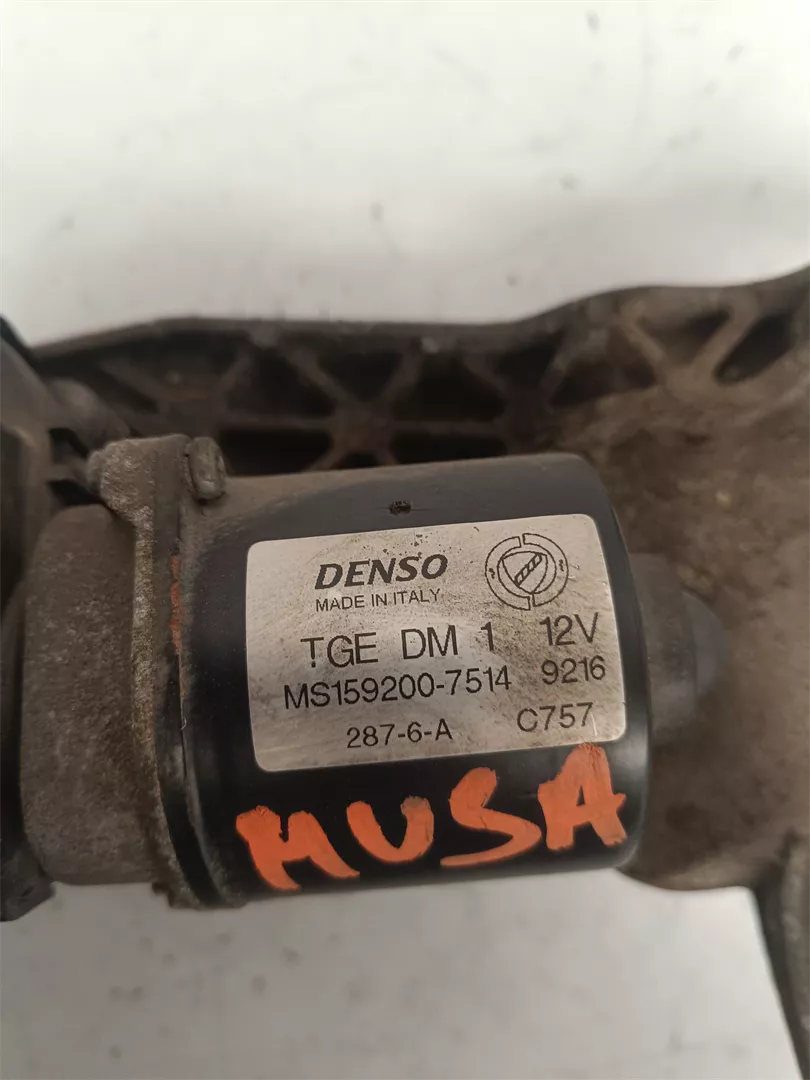 DENSO
MADE IN ITALY
TGE DM 1 12V
MS159200-7514 9216
287-6-A C757
MUSA